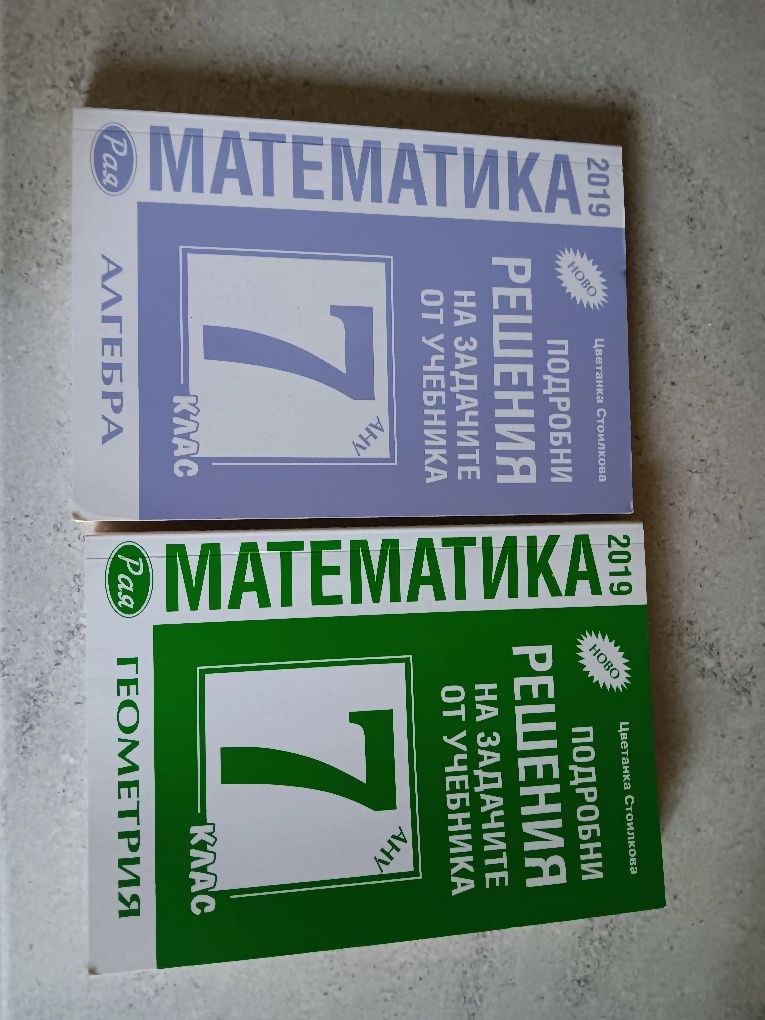 2019
Цветанка Стоилкова
НОВО
ПОДРОБНИ
РЕШЕНИЯ
НА ЗАДАЧИТЕ
ОТ УЧЕБНИКА
7
КЛАС
Ану
МАТЕМАТИКА
Рая
АЛГЕБРА
2019
Цветанка Стоилкова
НОВО
ПОДРОБНИ
РЕШЕНИЯ
НА ЗАДАЧИТЕ
ОТ УЧЕБНИКА
7
КЛАС
Ану
МАТЕМАТИКА
Рая
ГЕОМЕТРИЯ